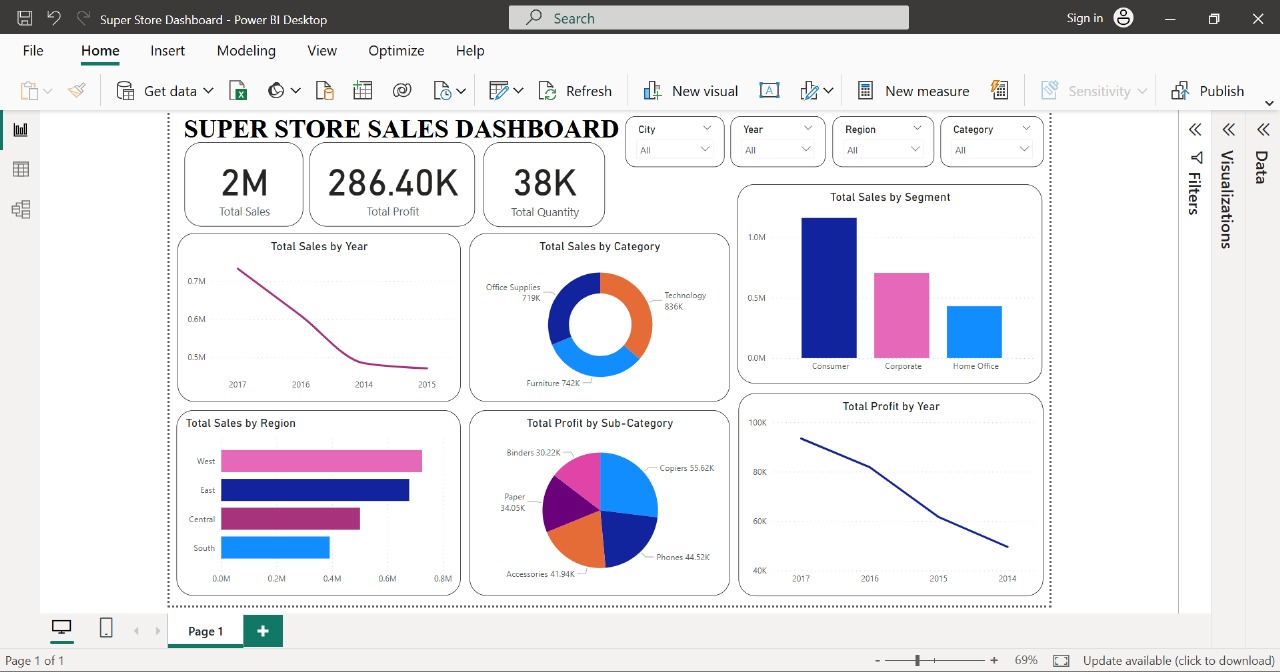 Super Store Dashboard - Power BI Desktop
Search
Sign in
File Home Insert Modeling View Optimize Help
Get data
Refresh
New visual
New measure
Sensitivity
Publish
SUPER STORE SALES DASHBOARD
City
All
Year
All
Region
All
Category
All
2M
Total Sales
286.40K
Total Profit
38K
Total Quantity
Total Sales by Year
0.7M
0.6M
0.5M
2017 2016 2014 2015
Total Sales by Category
Office Supplies
719K
Technology
836K
Furniture 742K
Total Sales by Segment
1.0M
0.5M
0.0M
Consumer Corporate Home Office
Total Sales by Region
West
East
Central
South
0.0M 0.2M 0.4M 0.6M 0.8M
Total Profit by Sub-Category
Binders 30.22K
Copiers 55.62K
Paper
34.05K
Phones 44.52K
Accessories 41.94K
Total Profit by Year
100K
80K
60K
40K
2017 2016 2015 2014
Filters
Visualizations
Data
Page 1
Page 1 of 1
69%
Update available (click to download)